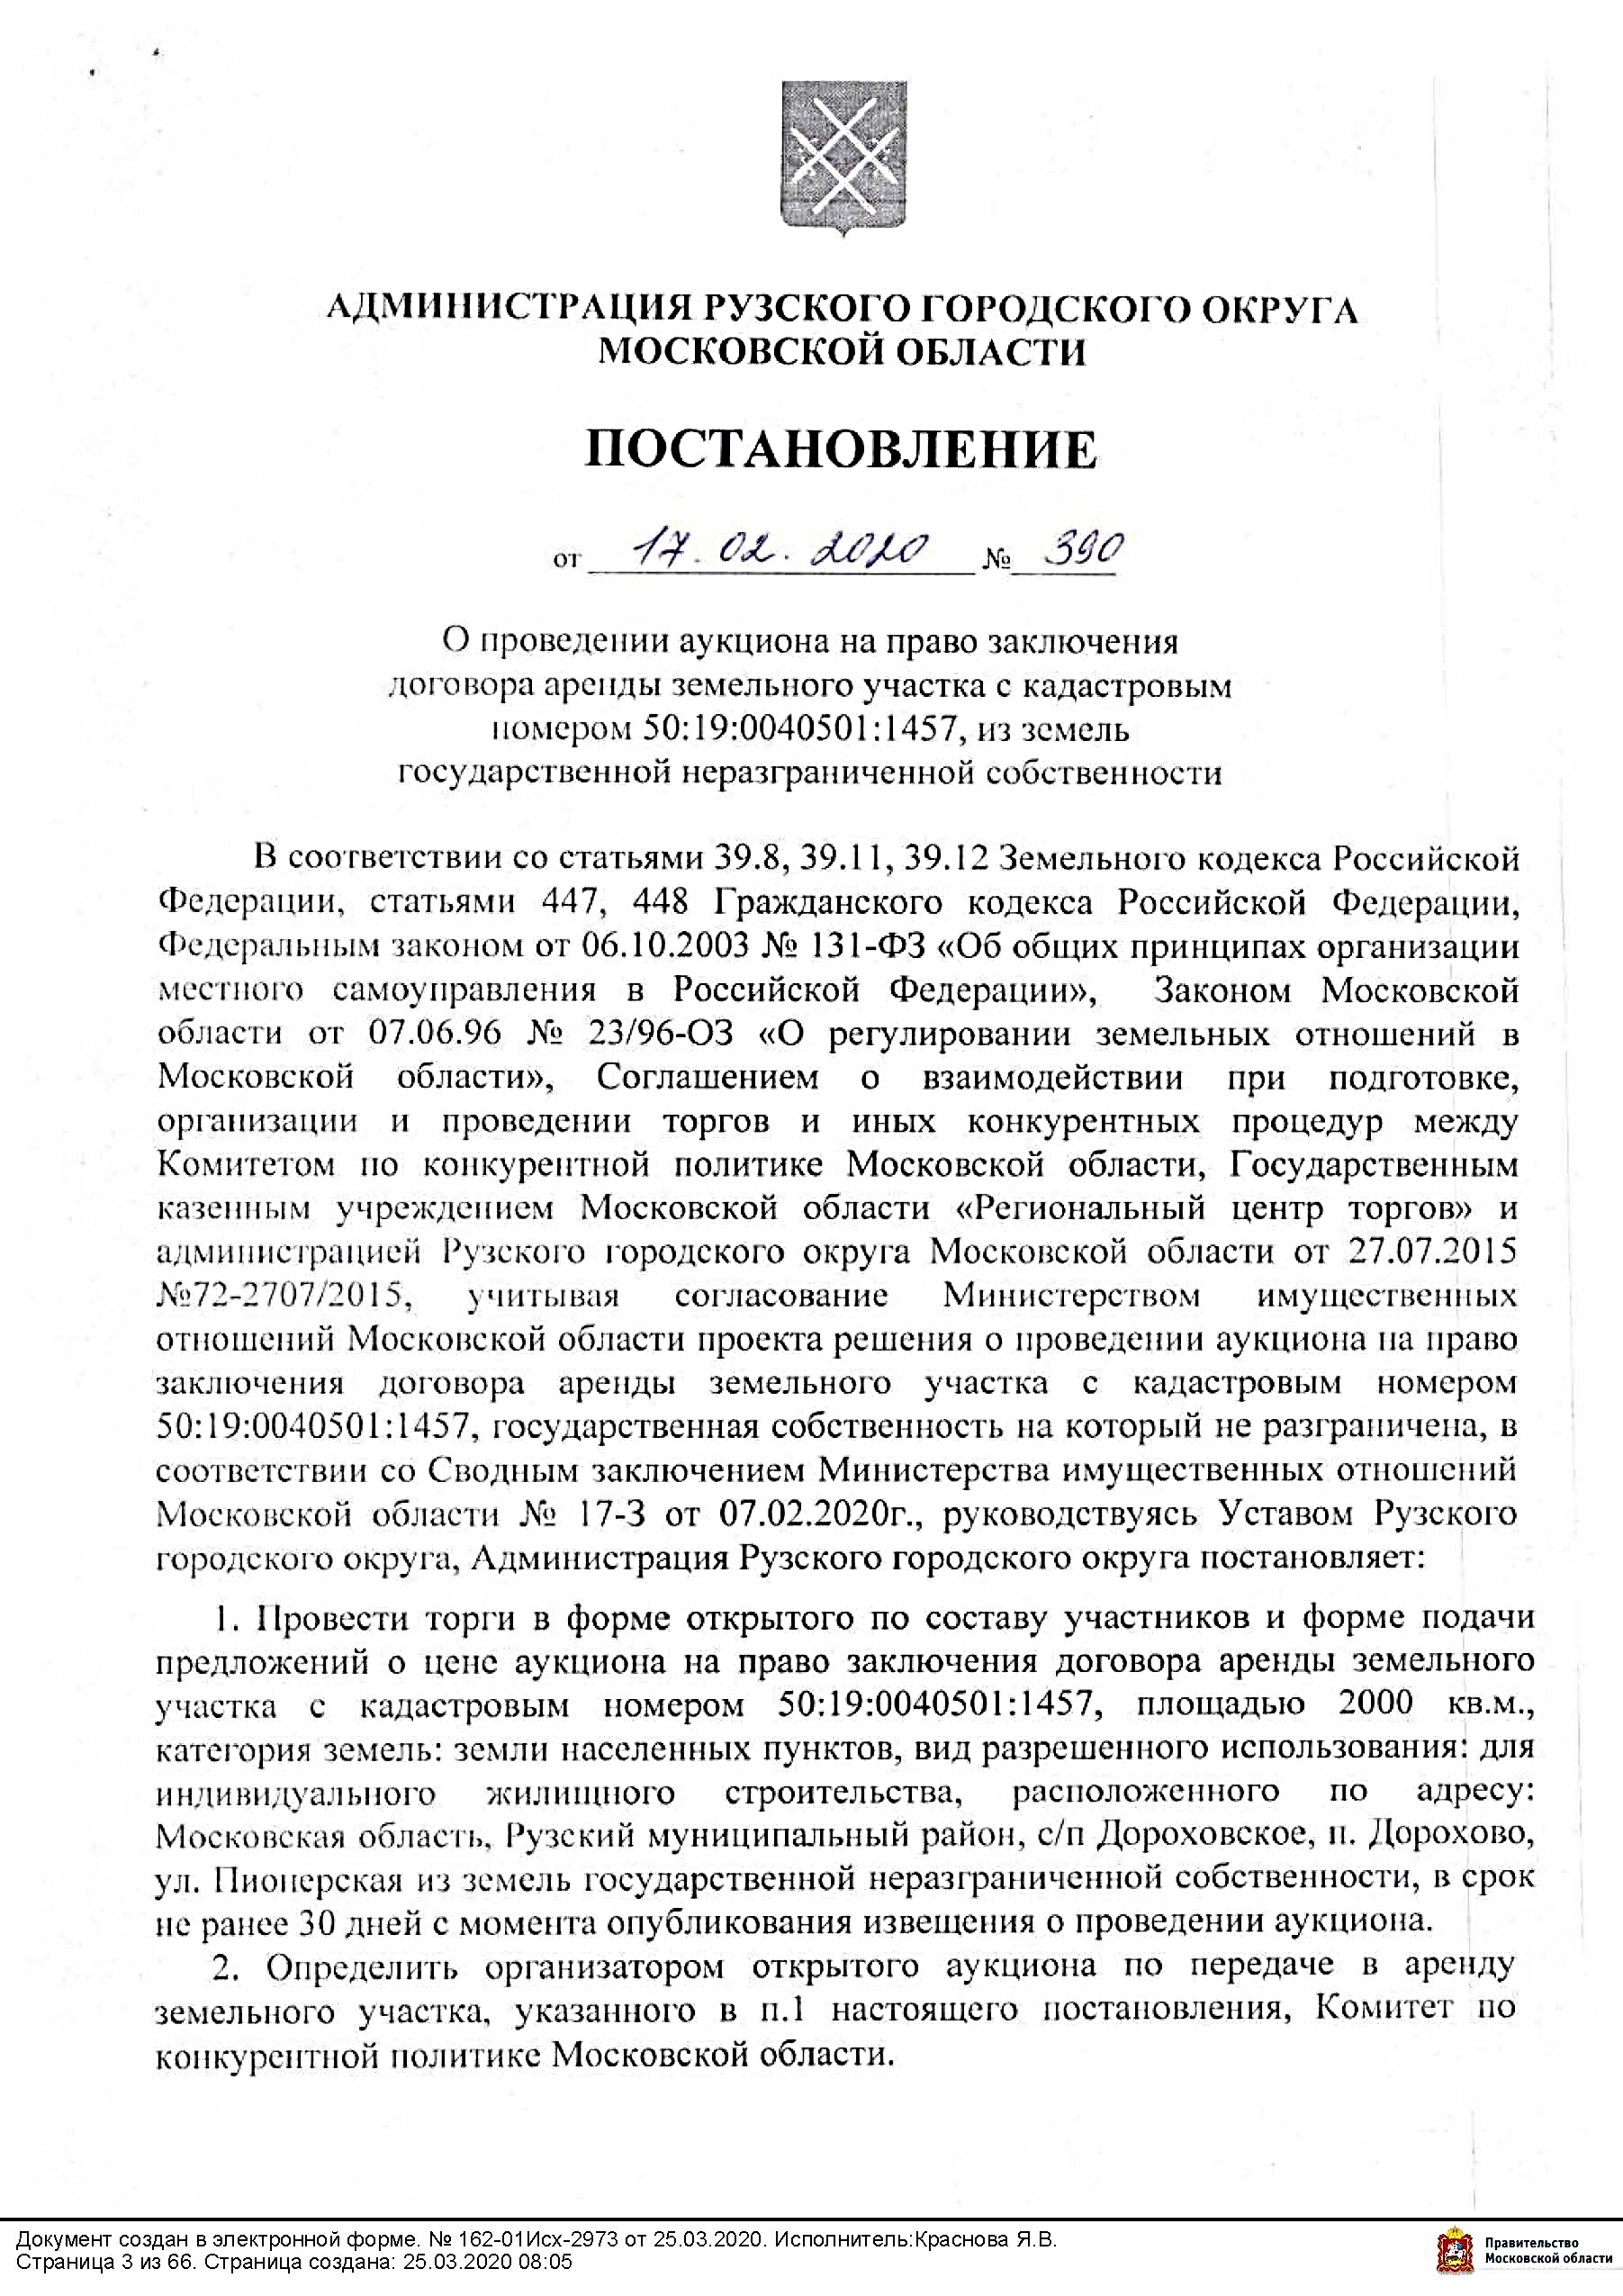 АДМИНИСТРАЦИЯ РУЗСКОГО ГОРОДСКОГО ОКРУГА
МОСКОВСКОЙ ОБЛАСТИ
ПОСТАНОВЛЕНИЕ
от 17.02.2020 № 390
О проведении аукциона на право заключения
договора аренды земельного участка с кадастровым
номером 50:19:0040501:1457, из земель
государственной неразграниченной собственности
В соответствии со статьями 39.8, 39.11, 39.12 Земельного кодекса Российской
Федерации, статьями 447, 448 Гражданского кодекса Российской Федерации,
Федеральным законом от 06.10.2003 № 131-ФЗ «Об общих принципах организации
местного самоуправления в Российской Федерации», Законом Московской
области от 07.06.96 № 23/96-ОЗ «О регулировании земельных отношений в
Московской области», Соглашением о взаимодействии при подготовке,
организации и проведении торгов и иных конкурентных процедур между
Комитетом по конкурентной политике Московской области, Государственным
казенным учреждением Московской области «Региональный центр торгов» и
администрацией Рузского городского округа Московской области от 27.07.2015
№72-2707/2015, учитывая согласование Министерством имущественных
отношений Московской области проекта решения о проведении аукциона на право
заключения договора аренды земельного участка с кадастровым номером
50:19:0040501:1457, государственная собственность на который не разграничена, в
соответствии со Сводным заключением Министерства имущественных отношений
Московской области № 17-З от 07.02.2020г., руководствуясь Уставом Рузского
городского округа, Администрация Рузского городского округа постановляет:
1. Провести торги в форме открытого по составу участников и форме подачи
предложений о цене аукциона на право заключения договора аренды земельного
участка с кадастровым номером 50:19:0040501:1457, площадью 2000 кв.м.,
категория земель: земли населенных пунктов, вид разрешенного использования: для
индивидуального жилищного строительства, расположенного по адресу:
Московская область, Рузский муниципальный район, с/п Дороховское, п. Дорохово,
ул. Пионерская из земель государственной неразграниченной собственности, в срок
не ранее 30 дней с момента опубликования извещения о проведении аукциона.
2. Определить организатором открытого аукциона по передаче в аренду
земельного участка, указанного в п.1 настоящего постановления, Комитет по
конкурентной политике Московской области.
Документ создан в электронной форме. № 162-01Исх-2973 от 25.03.2020. Исполнитель:Краснова Я.В.
Страница 3 из 66. Страница создана: 25.03.2020 08:05
Правительство
Московской области